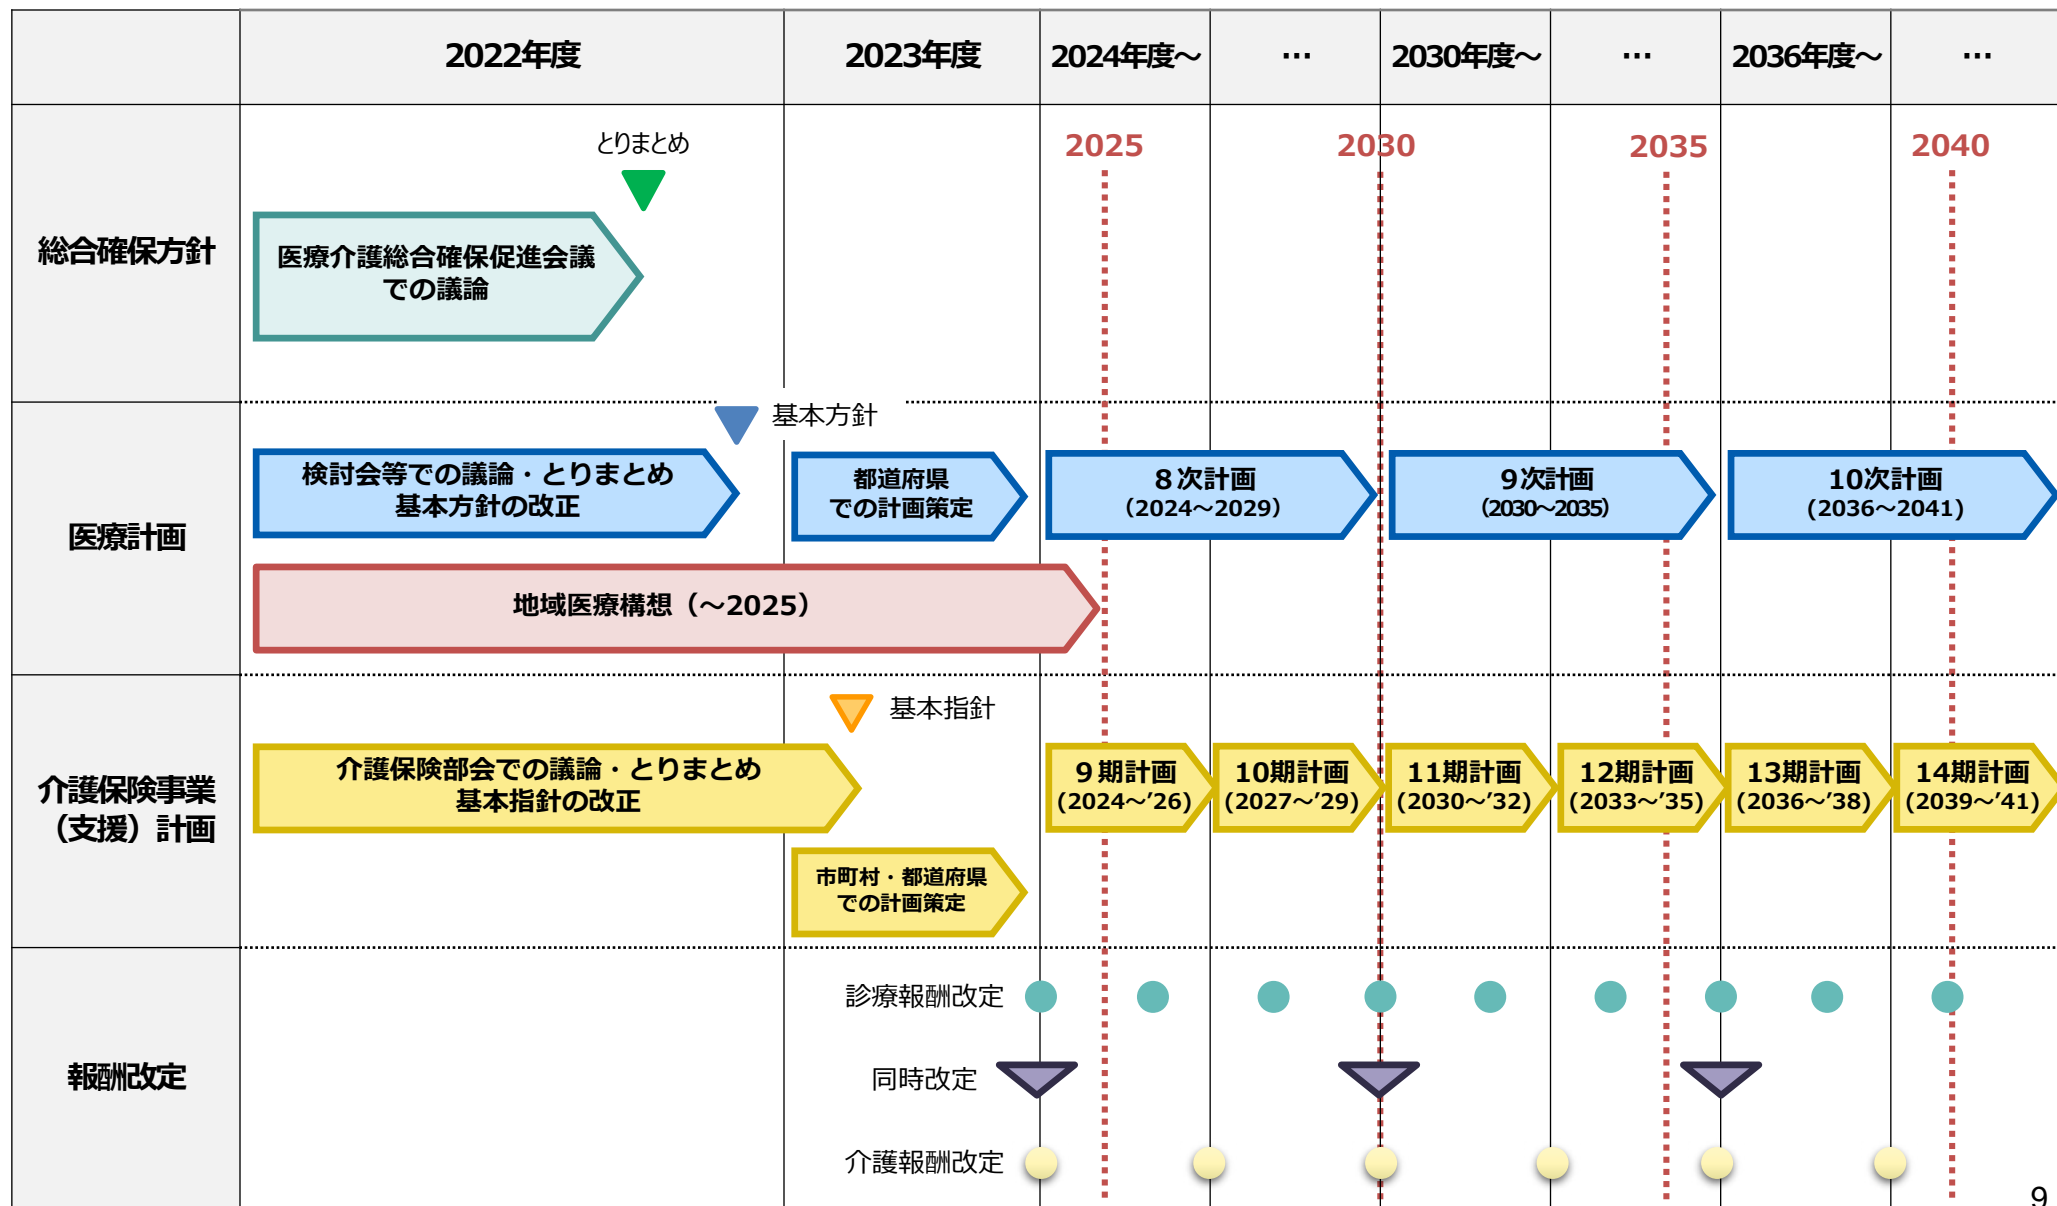 2022年度
2023年度
2024年度～
…
2030年度～
…
2036年度～
…
総合確保方針
とりまとめ
医療介護総合確保促進会議
での議論
2025
2030
2035
2040
医療計画
基本方針
検討会等での議論・とりまとめ
基本方針の改正
都道府県
での計画策定
８次計画
（2024～2029）
９次計画
（2030～2035）
10次計画
（2036～2041）
地域医療構想（～2025）
介護保険事業
（支援）計画
基本指針
介護保険部会での議論・とりまとめ
基本指針の改正
市町村・都道府県
での計画策定
９期計画
(2024～’26)
10期計画
(2027～’29)
11期計画
(2030～’32)
12期計画
(2033～’35)
13期計画
(2036～’38)
14期計画
(2039～’41)
報酬改定
診療報酬改定
同時改定
介護報酬改定
9